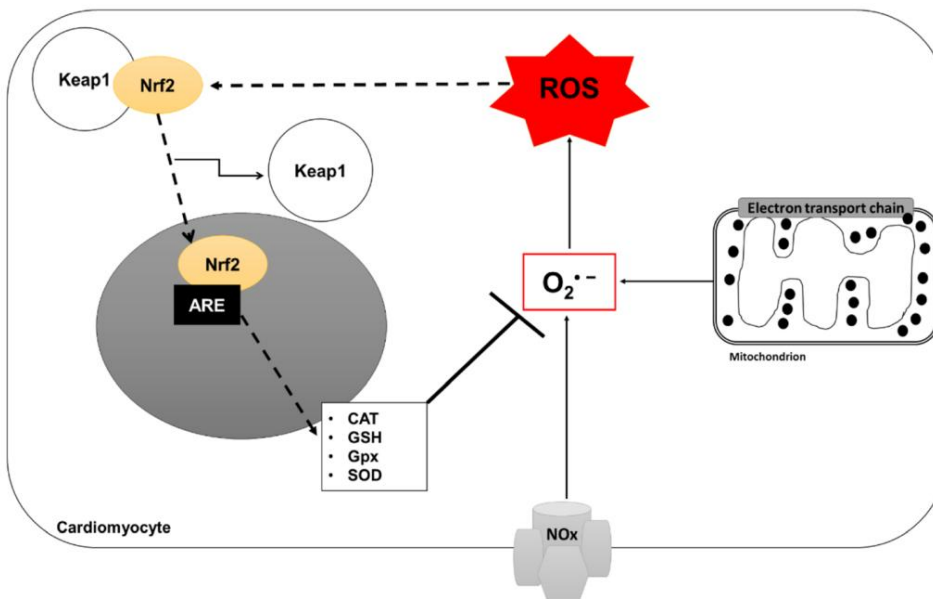 Keap1
Nrf2
ROS
Keap1
Electron transport chain
Nrf2
ARE
O₂·⁻
Mitochondrion
• CAT
• GSH
• Gpx
• SOD
Cardiomyocyte
NOx